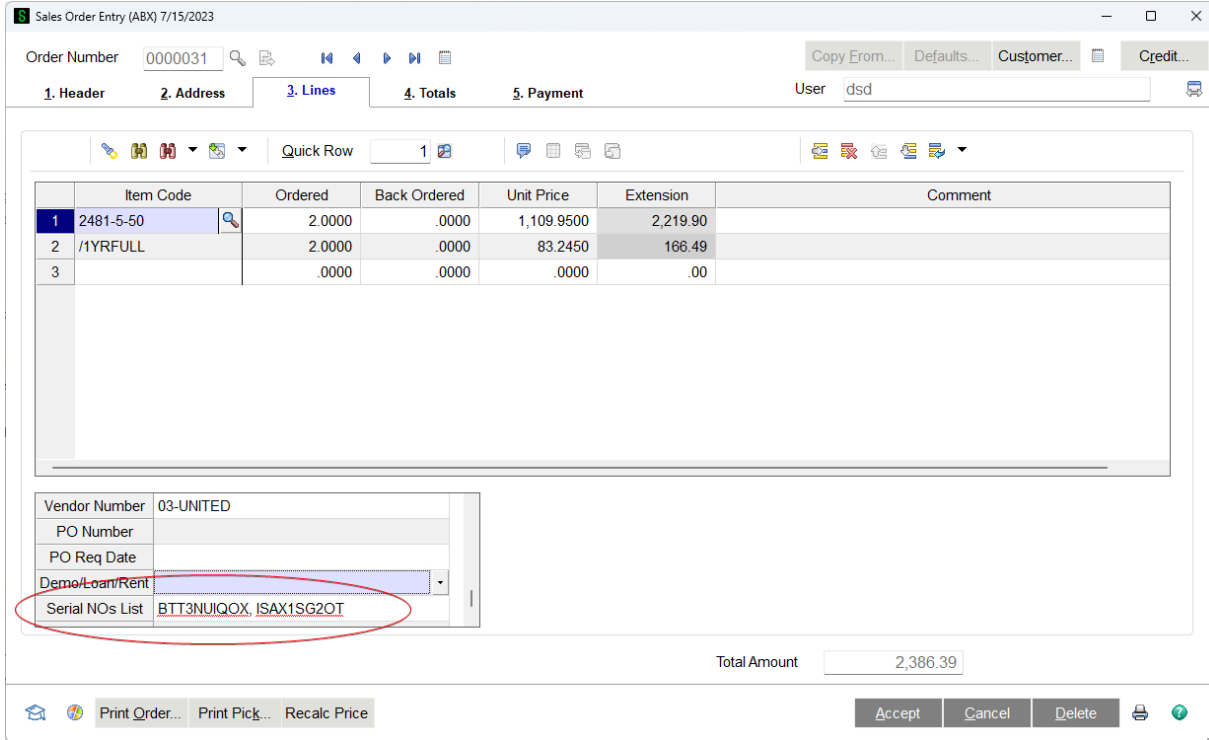 Sales Order Entry (ABX) 7/15/2023
Order Number 0000031 Copy From... Defaults... Customer... Credit...
1. Header 2. Address 3. Lines 4. Totals 5. Payment User dsd
Quick Row 1
Item Code Ordered Back Ordered Unit Price Extension Comment
1 2481-5-50 2.0000 .0000 1,109.9500 2,219.90
2 /1YRFULL 2.0000 .0000 83.2450 166.49
3 .0000 .0000 .0000 .00
Vendor Number 03-UNITED
PO Number
PO Req Date
Demo/Loan/Rent
Serial NOs List BTT3NUIQOX, ISAX1SG2OT
Total Amount 2,386.39
Print Order... Print Pick... Recalc Price Accept Cancel Delete